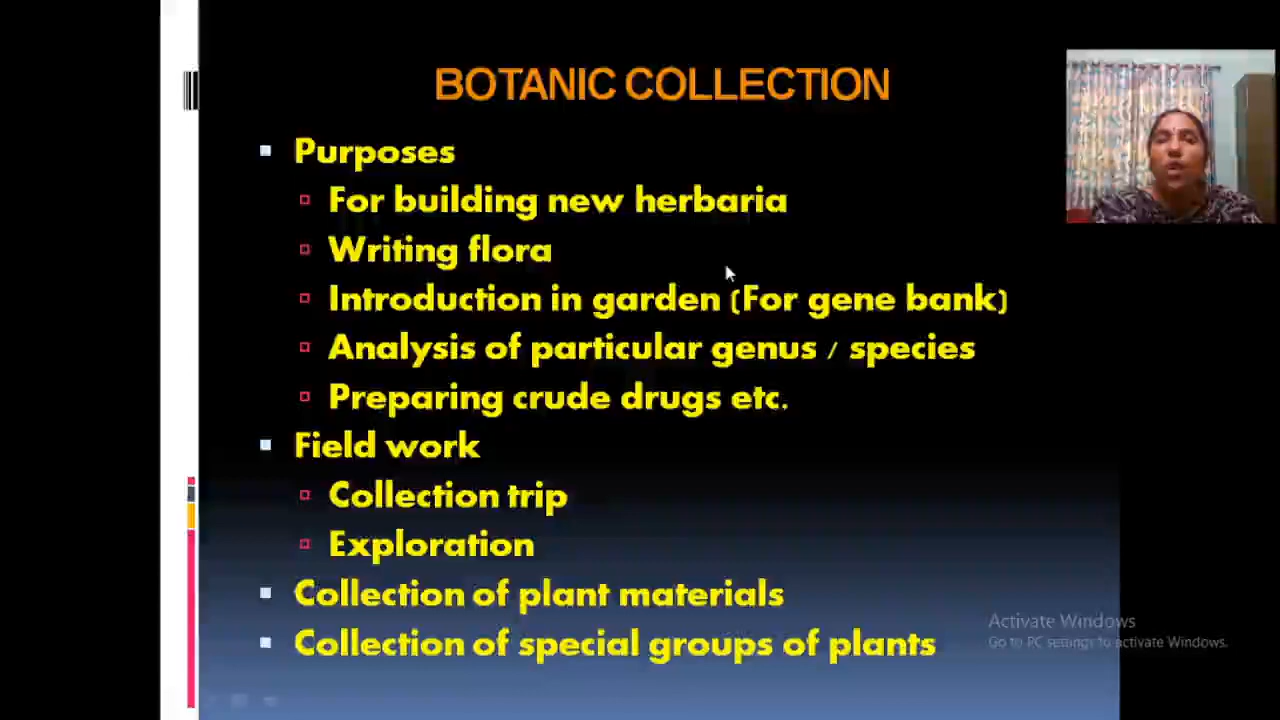 BOTANIC COLLECTION
Purposes
For building new herbaria
Writing flora
Introduction in garden (For gene bank)
Analysis of particular genus / species
Preparing crude drugs etc.
Field work
Collection trip
Exploration
Collection of plant materials
Collection of special groups of plants
Activate Windows
Go to PC settings to activate Windows.